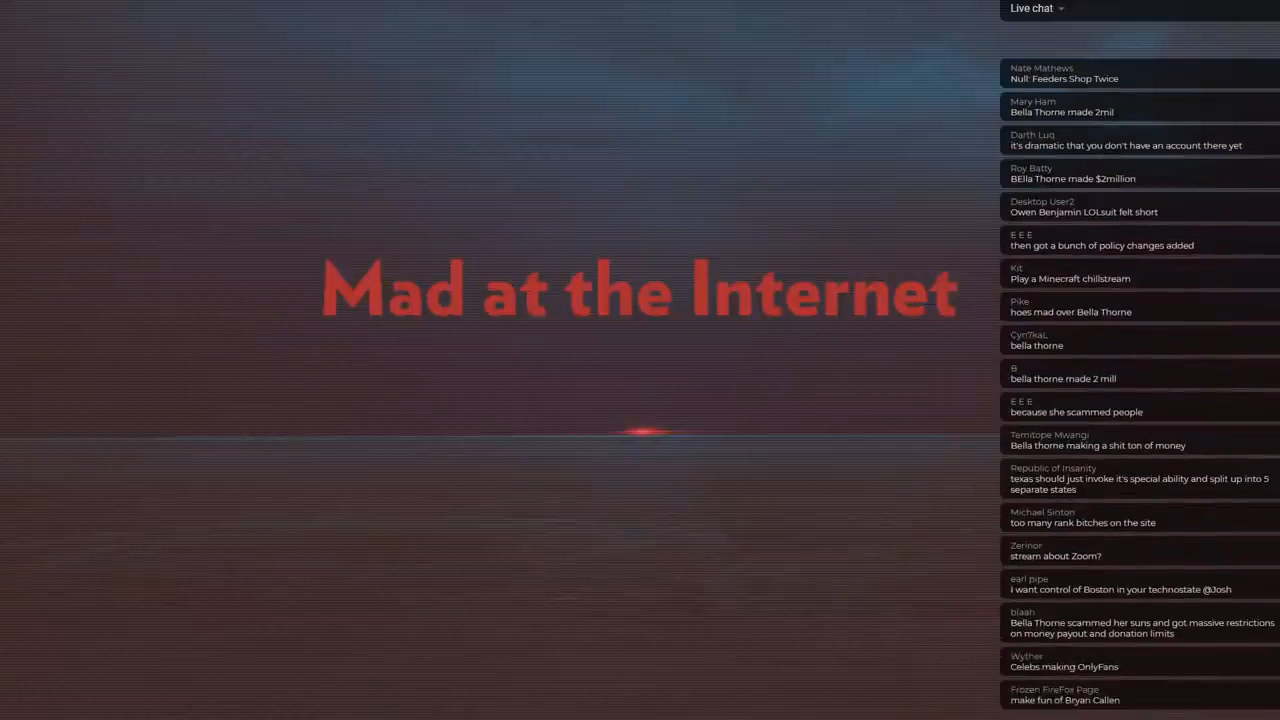 Live chat
Nate Mathews
Null: Feeders Shop Twice
Mary Ham
Bella Thorne made 2mil
Darth Luq
it's dramatic that you don't have an account there yet
Roy Batty
BElla Thorne made $2million
Desktop User2
Owen Benjamin LOLsuit felt short
E E E
then got a bunch of policy changes added
Kit
Play a Minecraft chillstream
Pike
hoes mad over Bella Thorne
Cyn7kaL
bella thorne
8
bella thorne made 2 mill
E E E
because she scammed people
Temitope Mwangi
Bella thorne making a shit ton of money
Republic of Insanity
texas should just invoke it's special ability and split up into 5
separate states
Michael Sinton
too many rank bitches on the site
Zerinor
stream about Zoom?
earl pipe
I want control of Boston in your technostate @Josh
blaah
Bella Thorne scammed her suns and got massive restrictions
on money payout and donation limits
Wyther
Celebs making OnlyFans
Frozen FireFox Page
make fun of Bryan Callen
Mad at the Internet